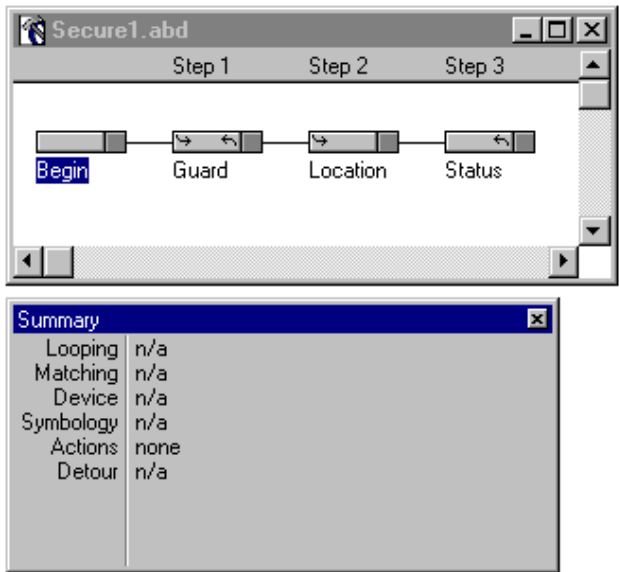 Secure1.abd
Step 1 Step 2 Step 3
Begin Guard Location Status
Summary
Looping n/a
Matching n/a
Device n/a
Symbology n/a
Actions none
Detour n/a